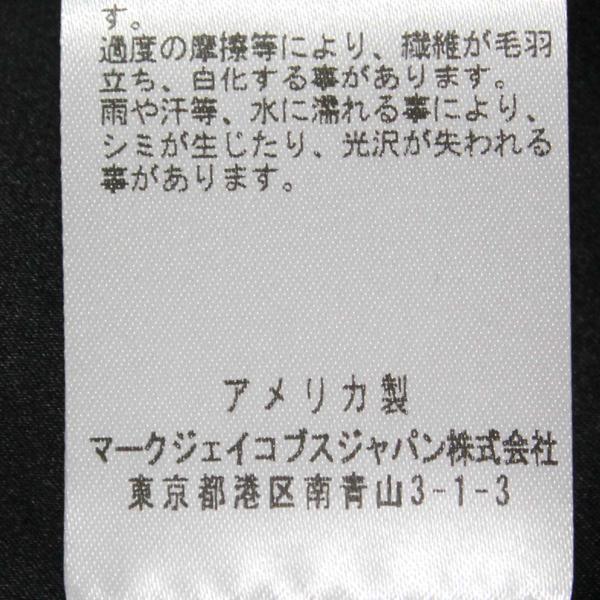 す。
過度の摩擦等により、繊維が毛羽
立ち、白化する事があります。
雨や汗等、水に濡れる事により、
シミが生じたり、光沢が失われる
事があります。
アメリカ製
マークジェイコブスジャパン株式会社
東京都港区南青山3-1-3